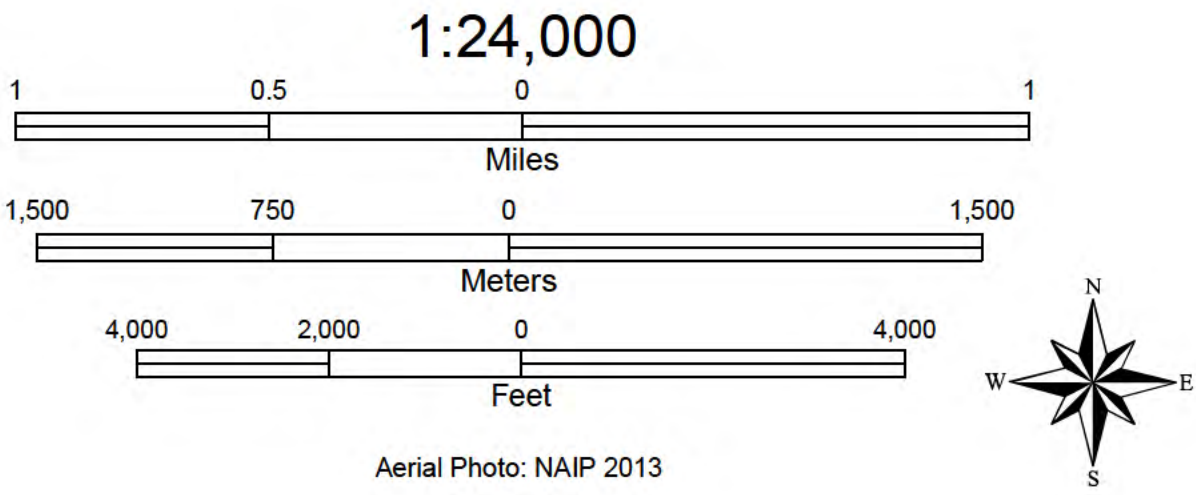 1:24,000
1 0.5 0 1
Miles
1,500 750 0 1,500
Meters
4,000 2,000 0 4,000
Feet
N
W E
S
Aerial Photo: NAIP 2013